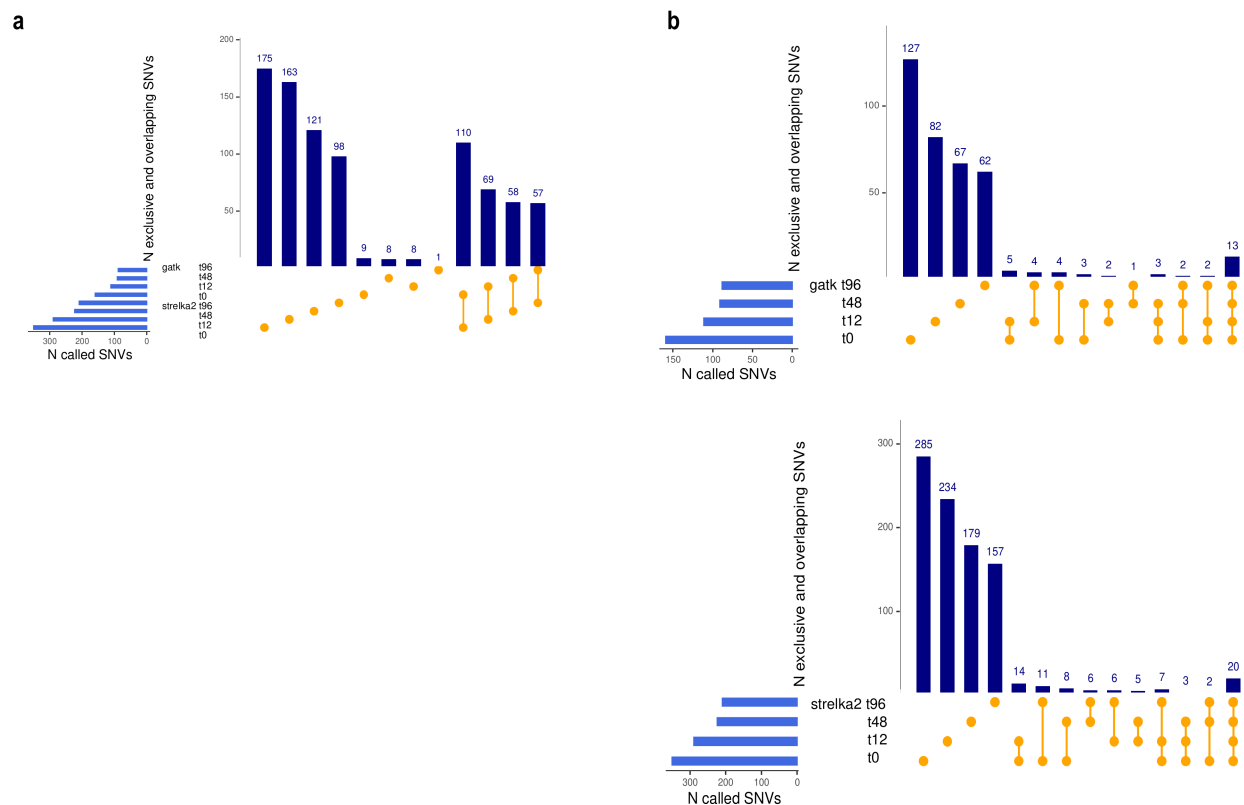 a
N exclusive and overlapping SNVs
200
150
100
50
175
163
121
98
9
8
8
1
110
69
58
57
gatk t96
t48
t12
t0
strelka2 t96
t48
t12
t0
300 200 100 0
N called SNVs
b
N exclusive and overlapping SNVs
100
50
127
82
67
62
5
4
4
3
2
1
3
2
2
13
gatk t96
t48
t12
t0
150 100 50 0
N called SNVs
N exclusive and overlapping SNVs
300
200
100
285
234
179
157
14
11
8
6
6
5
7
3
2
20
strelka2 t96
t48
t12
t0
300 200 100 0
N called SNVs